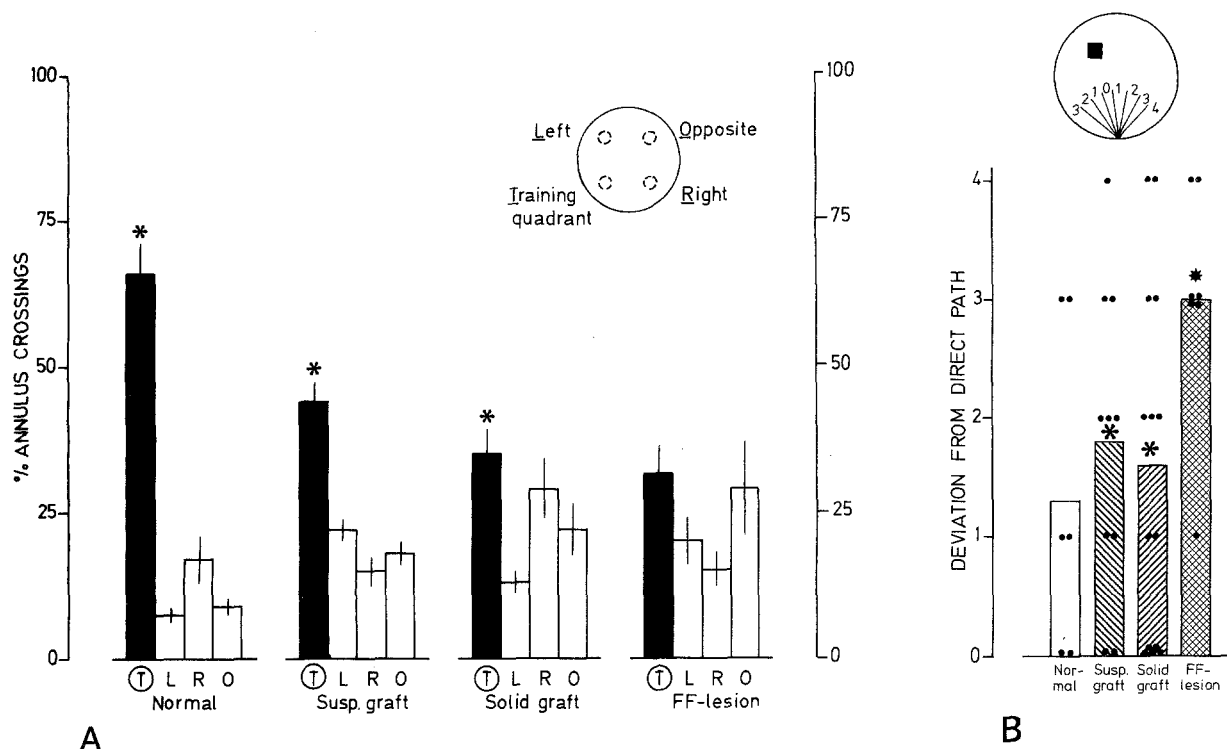 100
75
50
25
0
% ANNULUS CROSSINGS
Left
Opposite
Training
quadrant
Right
*
*
*
Ⓣ L R O
Normal
Ⓣ L R O
Susp. graft
Ⓣ L R O
Solid graft
Ⓣ L R O
FF-lesion
100
75
50
25
0
A
3 2 1 0 1 2 3 4
4
3
2
1
0
DEVIATION FROM DIRECT PATH
*
*
*
Nor-
mal
Susp.
graft
Solid
graft
FF-
lesion
B